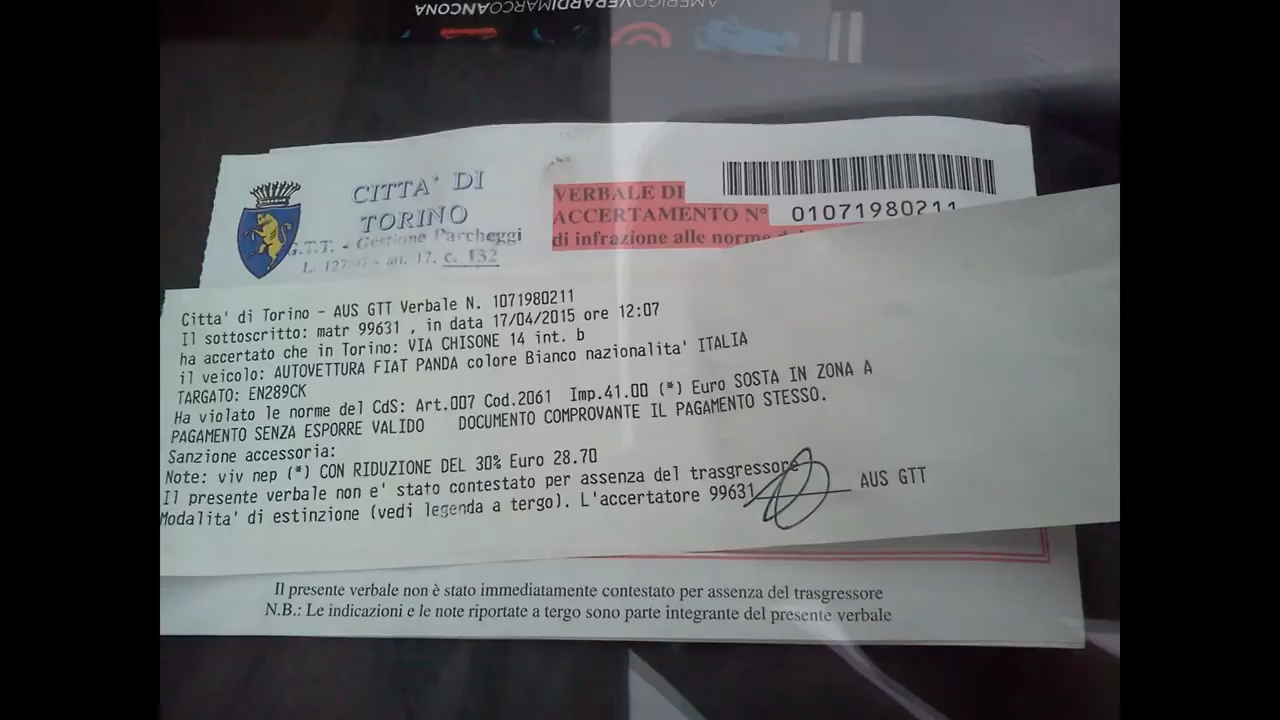 AMERIGOVERARDIMARCOANCONA
CITTA' DI
TORINO
G.T.T. - Gestione Parcheggi
L. 127/97 - art. 17, c. 132
VERBALE DI
ACCERTAMENTO N° 01071980211
di infrazione alle norme
Citta' di Torino - AUS GTT Verbale N. 1071980211
Il sottoscritto: matr 99631 , in data 17/04/2015 ore 12:07
ha accertato che in Torino: VIA CHISONE 14 int. b
il veicolo: AUTOVETTURA FIAT PANDA colore Bianco nazionalita' ITALIA
TARGATO: EN289CK
Ha violato le norme del CdS: Art.007 Cod.2061 Imp.41.00 (*) Euro SOSTA IN ZONA A
PAGAMENTO SENZA ESPORRE VALIDO DOCUMENTO COMPROVANTE IL PAGAMENTO STESSO.
Sanzione accessoria:
Note: viv nep (*) CON RIDUZIONE DEL 30% Euro 28.70
Il presente verbale non e' stato contestato per assenza del trasgressore
Modalita' di estinzione (vedi legenda a tergo). L'accertatore 99631 AUS GTT
Il presente verbale non è stato immediatamente contestato per assenza del trasgressore
N.B.: Le indicazioni e le note riportate a tergo sono parte integrante del presente verbale